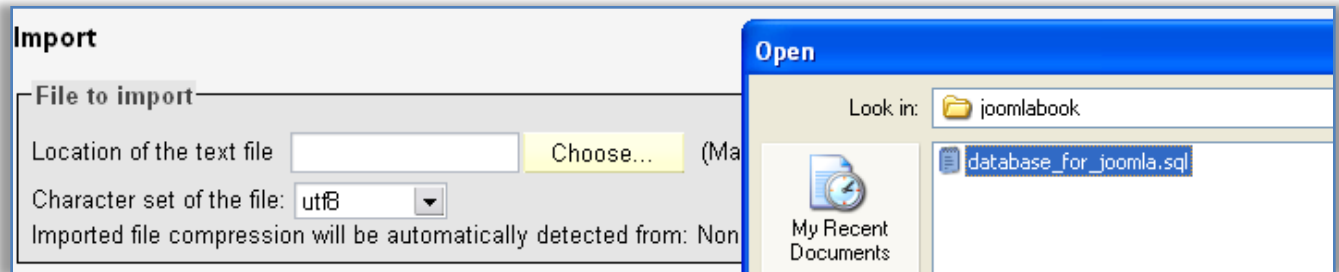 Import
File to import
Location of the text file Choose... (Ma
Character set of the file: utf8
Imported file compression will be automatically detected from: Non
Open
Look in: joomlabook
database_for_joomla.sql
My Recent
Documents